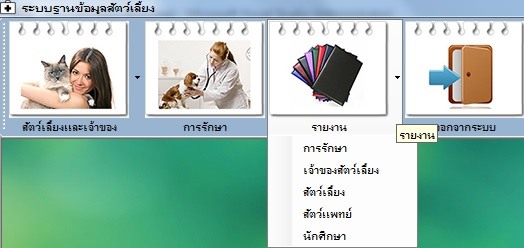 ระบบฐานข้อมูลสัตว์เลี้ยง
สัตว์เลี้ยงและเจ้าของ
การรักษา
รายงาน
ออกจากระบบ
รายงาน
การรักษา
เจ้าของสัตว์เลี้ยง
สัตว์เลี้ยง
สัตว์แพทย์
นักศึกษา